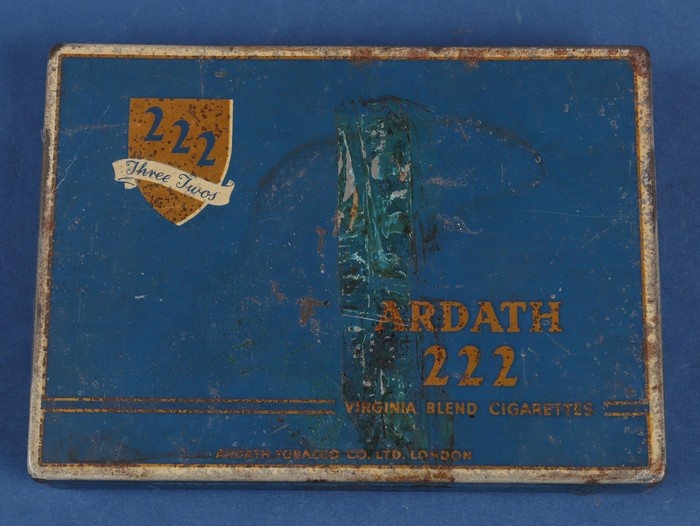 222
Three Twos
ARDATH
222
VIRGINIA BLEND CIGARETTES
ARDATH TOBACCO CO. LTD. LONDON